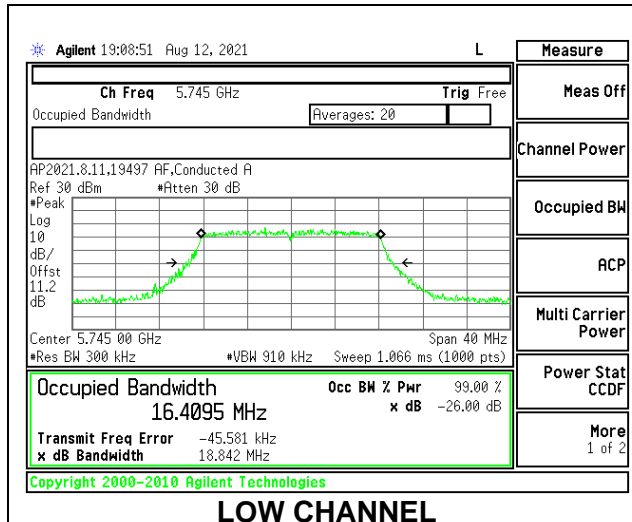 Agilent 19:08:51 Aug 12, 2021 L Measure
Ch Freq 5.745 GHz Trig Free
Meas Off
Occupied Bandwidth Averages: 20
Channel Power
AP2021.8.11,19497 AF,Conducted A
Ref 30 dBm #Atten 30 dB
#Peak
Log
10
dB/
Offst
11.2
dB
Occupied BW
ACP
Multi Carrier
Power
Center 5.745 00 GHz Span 40 MHz
#Res BW 300 kHz #VBW 910 kHz Sweep 1.066 ms (1000 pts)
Power Stat
CCDF
Occupied Bandwidth Occ BW % Pwr 99.00 %
16.4095 MHz x dB -26.00 dB
Transmit Freq Error -45.581 kHz
x dB Bandwidth 18.842 MHz
More
1 of 2
Copyright 2000-2010 Agilent Technologies
LOW CHANNEL